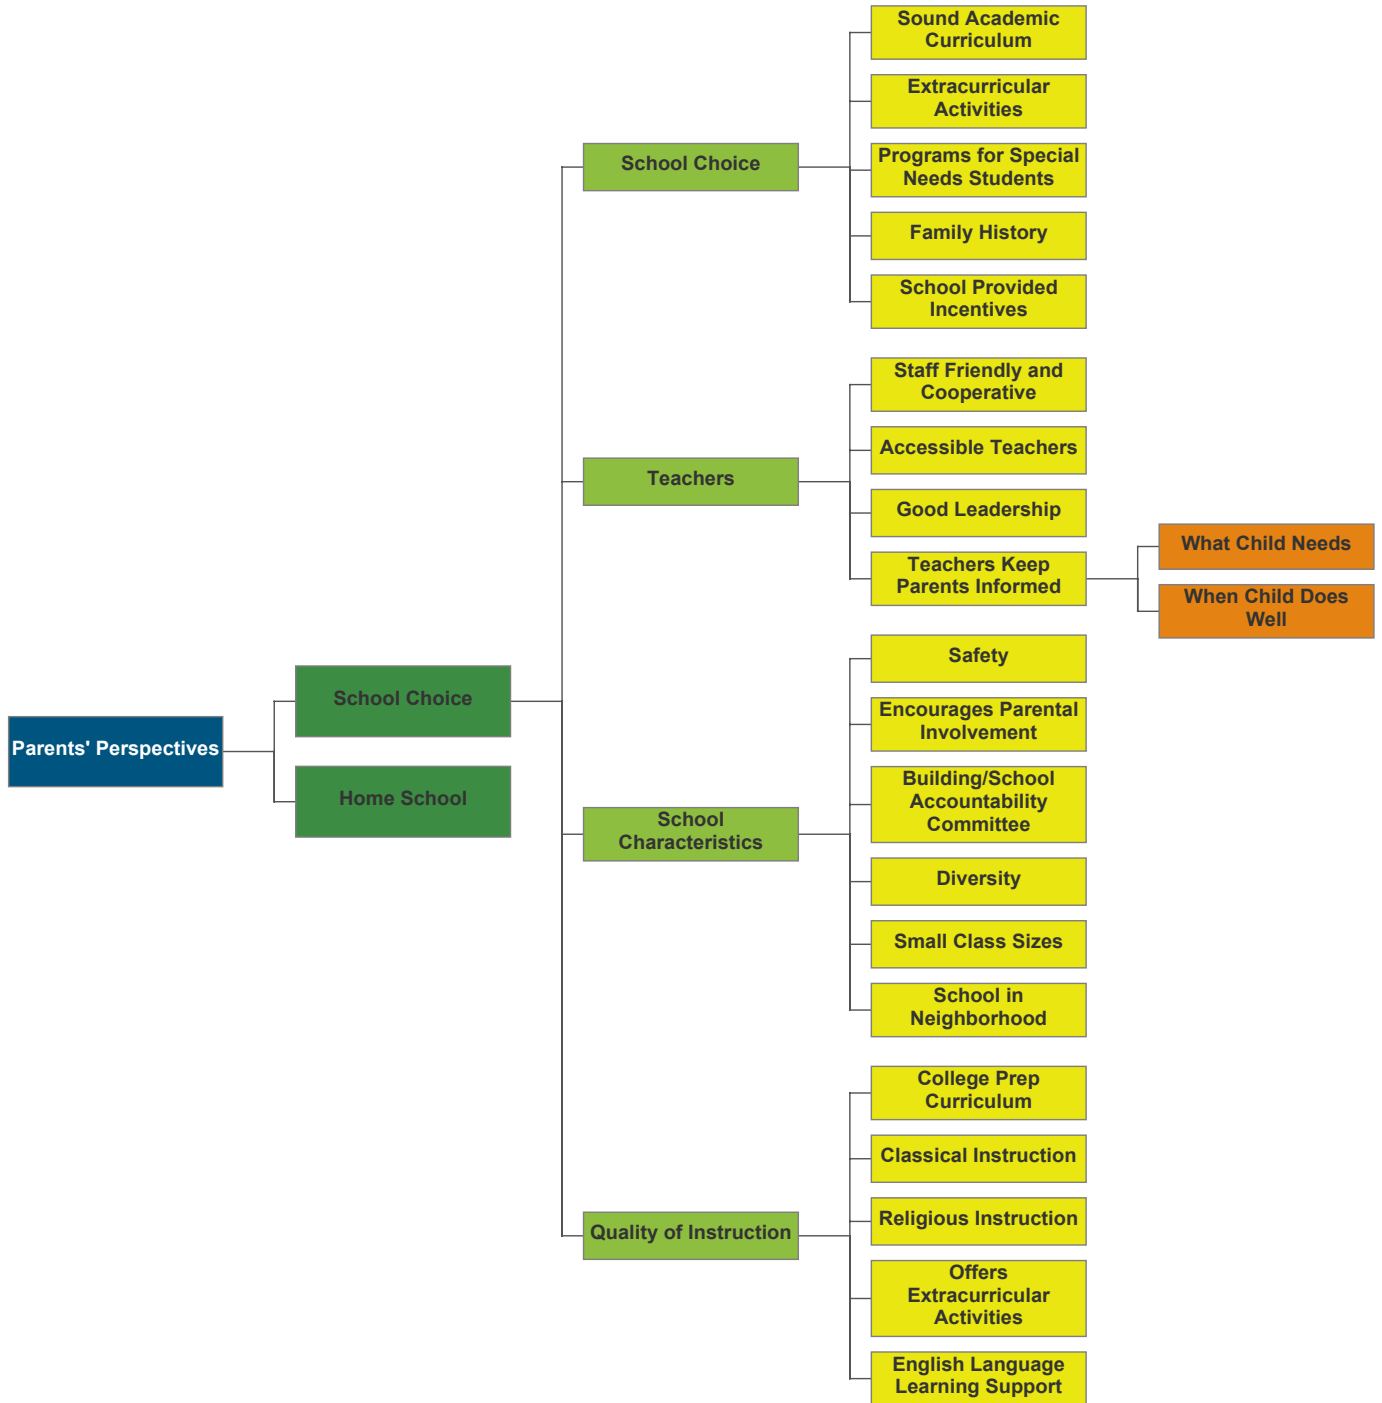 Parents' Perspectives
School Choice
Home School
School Choice
Sound Academic
Curriculum
Extracurricular
Activities
Programs for Special
Needs Students
Family History
School Provided
Incentives
Teachers
Staff Friendly and
Cooperative
Accessible Teachers
Good Leadership
Teachers Keep
Parents Informed
What Child Needs
When Child Does
Well
School
Characteristics
Safety
Encourages Parental
Involvement
Building/School
Accountability
Committee
Diversity
Small Class Sizes
School in
Neighborhood
Quality of Instruction
College Prep
Curriculum
Classical Instruction
Religious Instruction
Offers
Extracurricular
Activities
English Language
Learning Support